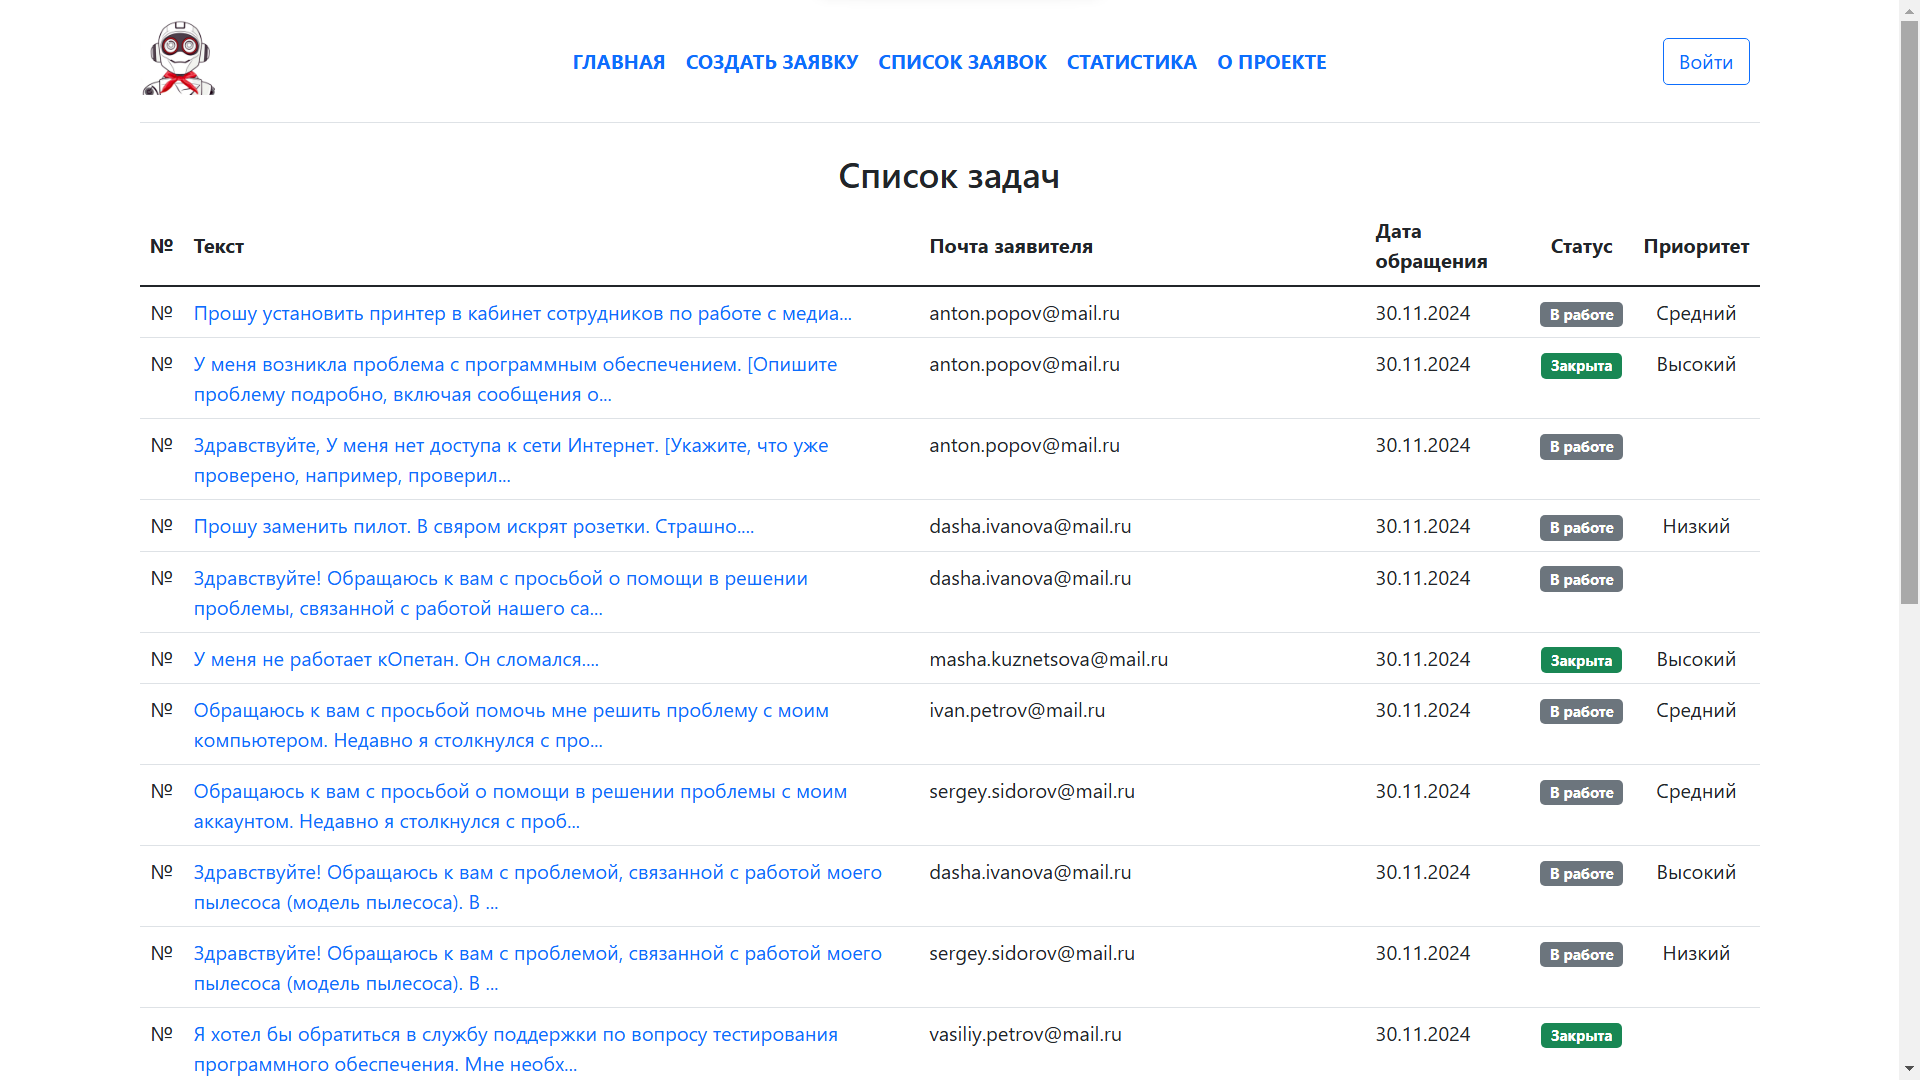 ГЛАВНАЯ СОЗДАТЬ ЗАЯВКУ СПИСОК ЗАЯВОК СТАТИСТИКА О ПРОЕКТЕ Войти
Список задач
№ Текст Почта заявителя Дата обращения Статус Приоритет
№ Прошу установить принтер в кабинет сотрудников по работе с медиа... anton.popov@mail.ru 30.11.2024 В работе Средний
№ У меня возникла проблема с программным обеспечением. [Опишите anton.popov@mail.ru 30.11.2024 Закрыта Высокий
проблему подробно, включая сообщения о...
№ Здравствуйте, У меня нет доступа к сети Интернет. [Укажите, что уже anton.popov@mail.ru 30.11.2024 В работе
проверено, например, проверил...
№ Прошу заменить пилот. В свяром искрят розетки. Страшно.... dasha.ivanova@mail.ru 30.11.2024 В работе Низкий
№ Здравствуйте! Обращаюсь к вам с просьбой о помощи в решении dasha.ivanova@mail.ru 30.11.2024 В работе
проблемы, связанной с работой нашего са...
№ У меня не работает кОпетан. Он сломался.... masha.kuznetsova@mail.ru 30.11.2024 Закрыта Высокий
№ Обращаюсь к вам с просьбой помочь мне решить проблему с моим ivan.petrov@mail.ru 30.11.2024 В работе Средний
компьютером. Недавно я столкнулся с про...
№ Обращаюсь к вам с просьбой о помощи в решении проблемы с моим sergey.sidorov@mail.ru 30.11.2024 В работе Средний
аккаунтом. Недавно я столкнулся с проб...
№ Здравствуйте! Обращаюсь к вам с проблемой, связанной с работой моего dasha.ivanova@mail.ru 30.11.2024 В работе Высокий
пылесоса (модель пылесоса). В ...
№ Здравствуйте! Обращаюсь к вам с проблемой, связанной с работой моего sergey.sidorov@mail.ru 30.11.2024 В работе Низкий
пылесоса (модель пылесоса). В ...
№ Я хотел бы обратиться в службу поддержки по вопросу тестирования vasiliy.petrov@mail.ru 30.11.2024 Закрыта
программного обеспечения. Мне необх...